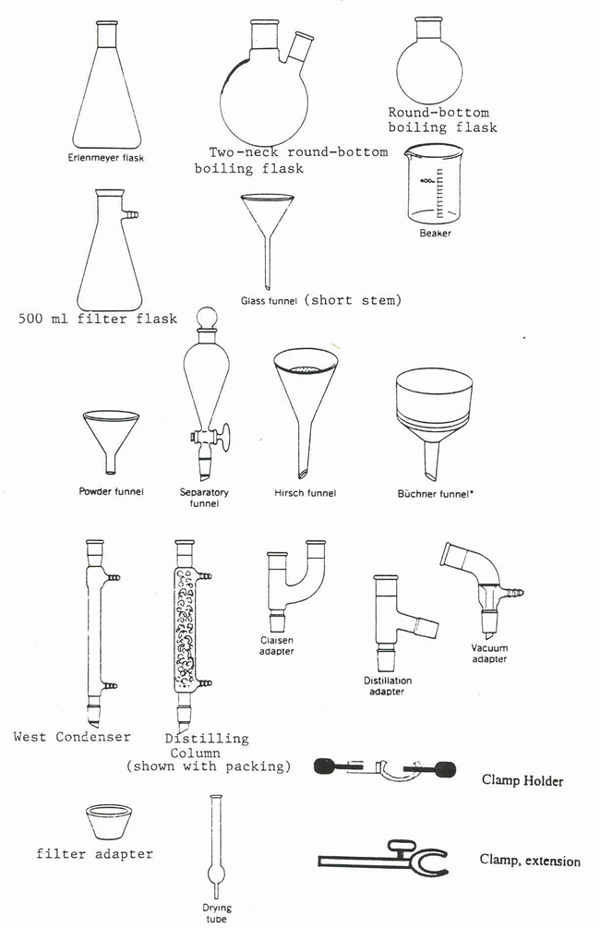 Erlenmeyer flask
Two-neck round-bottom
boiling flask
Round-bottom
boiling flask
400
Beaker
500 ml filter flask
Glass funnel (short stem)
Powder funnel
Separatory
funnel
Hirsch funnel
Büchner funnel*
West Condenser
Distilling
Column
(shown with packing)
Claisen
adapter
Distillation
adapter
Vacuum
adapter
Clamp Holder
filter adapter
Drying
tube
Clamp, extension